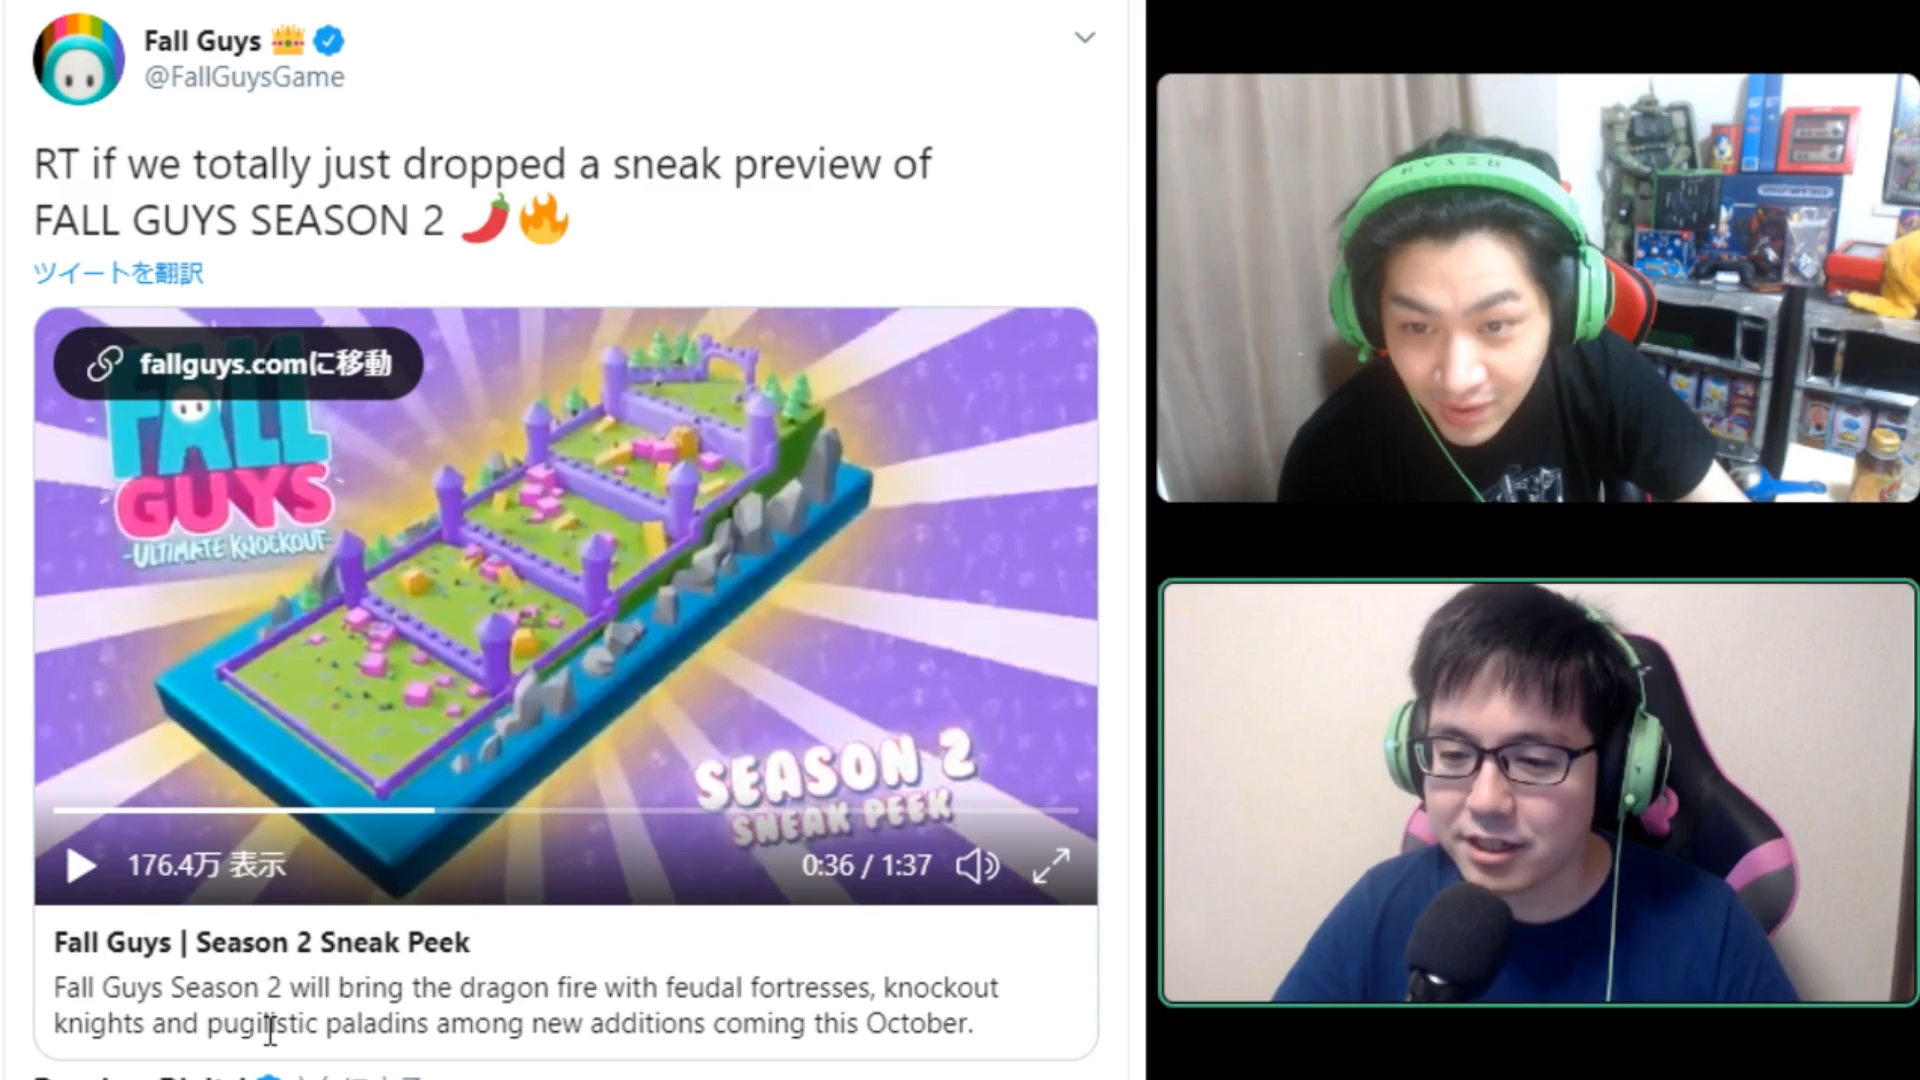 Fall Guys
@FallGuysGame
RT if we totally just dropped a sneak preview of
FALL GUYS SEASON 2
ツイートを翻訳
fallguys.comに移動
FALL
GUYS
-ULTIMATE KNOCKOUT-
SEASON 2
SNEAK PEEK
176.4万 表示
0:36 / 1:37
Fall Guys | Season 2 Sneak Peek
Fall Guys Season 2 will bring the dragon fire with feudal fortresses, knockout
knights and pugilistic paladins among new additions coming this October.